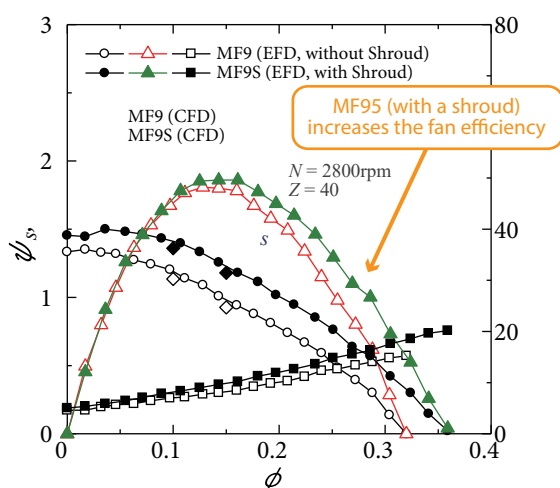 3
80
MF9 (EFD, without Shroud)
MF9S (EFD, with Shroud)
MF9 (CFD)
MF9S (CFD)
MF95 (with a shroud)
increases the fan efficiency
60
2
N = 2800rpm
Z = 40
s
40
ψs,
1
20
0
0
0
0.1
0.2
0.3
0.4
ϕ